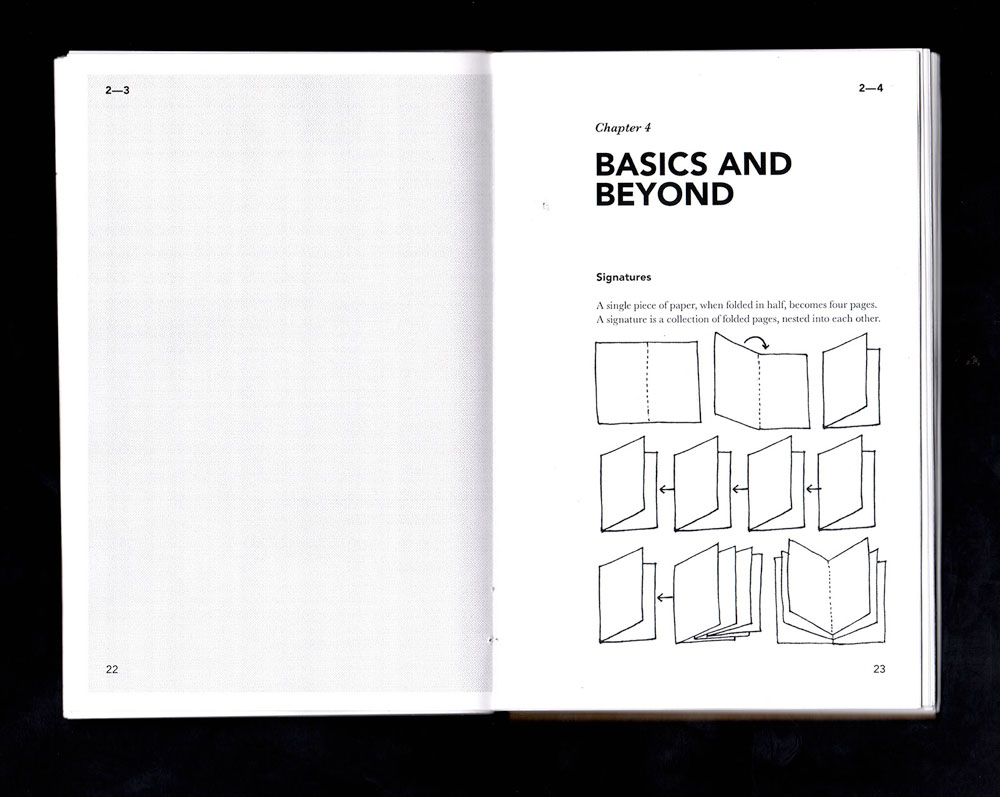 2—3
22
2—4
Chapter 4
BASICS AND
BEYOND
Signatures
A single piece of paper, when folded in half, becomes four pages.
A signature is a collection of folded pages, nested into each other.
23